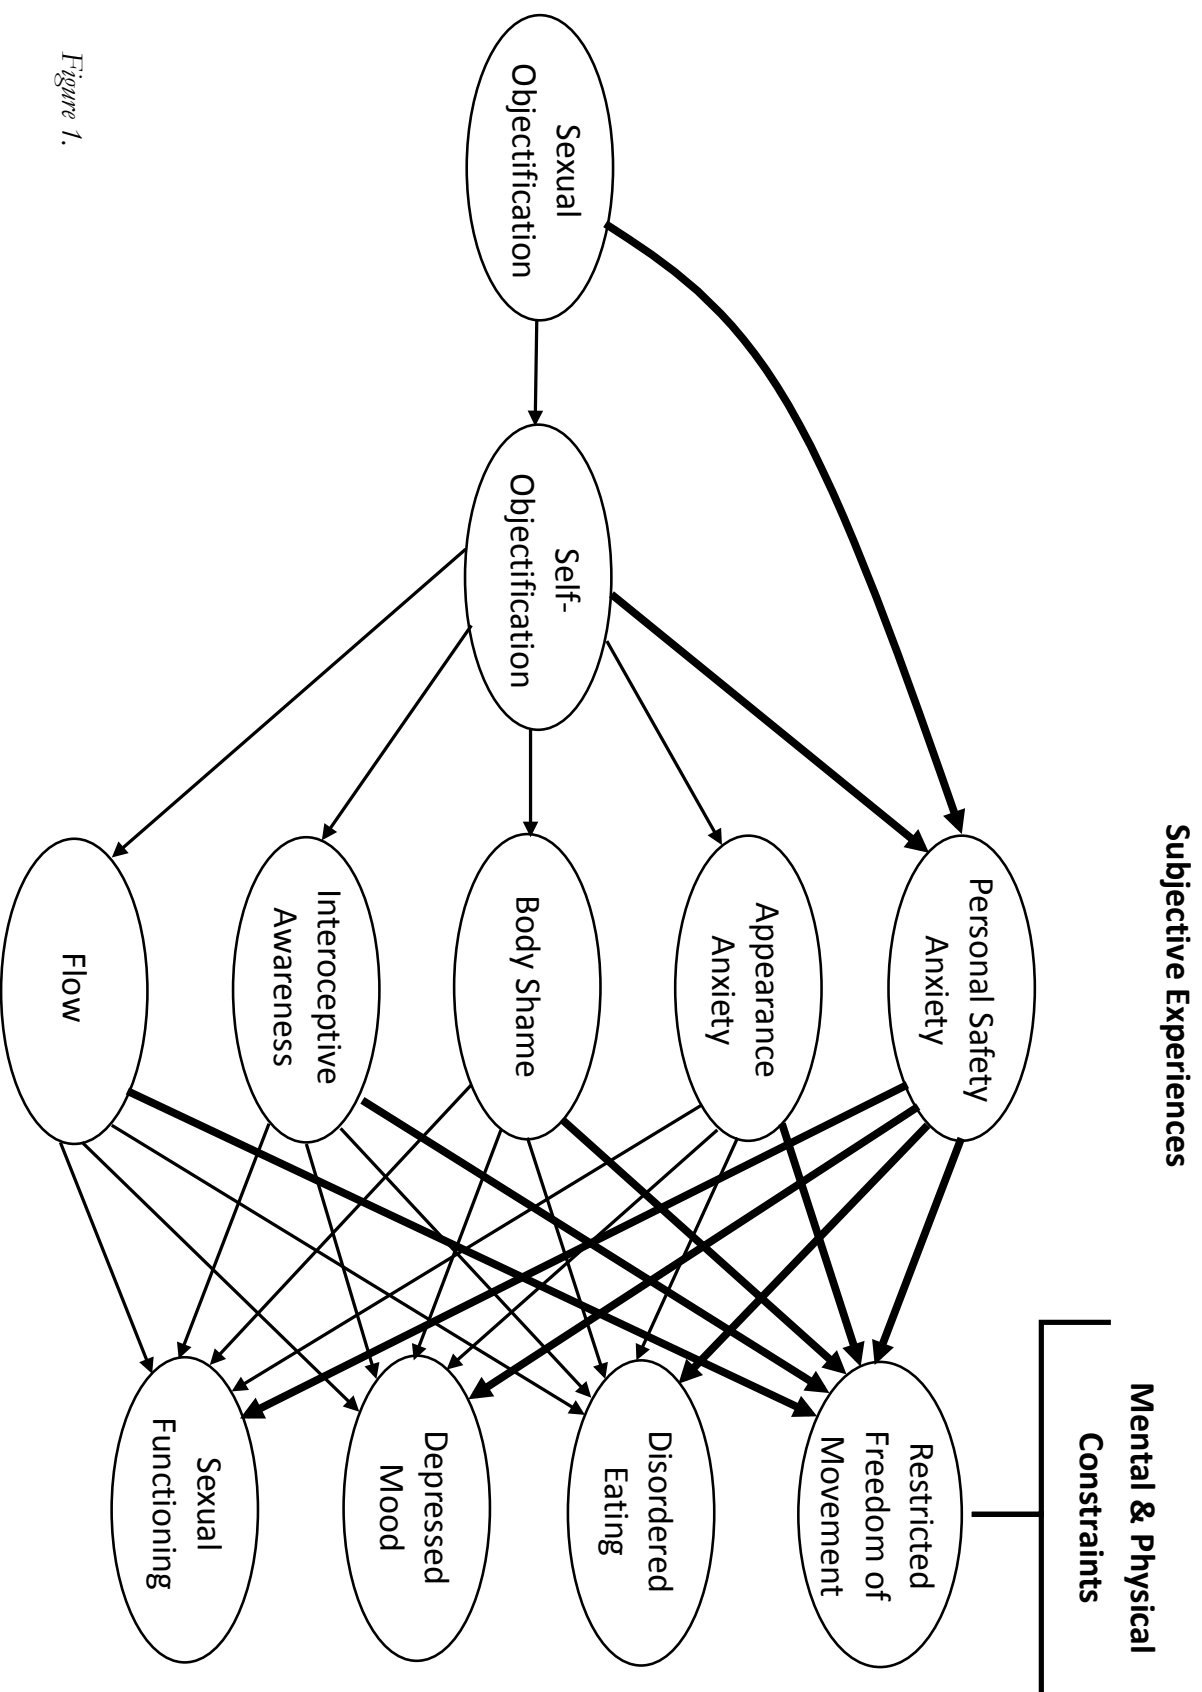 Subjective Experiences
Mental & Physical
Constraints
Sexual
Objectification
Self-
Objectification
Personal Safety
Anxiety
Appearance
Anxiety
Body Shame
Interoceptive
Awareness
Flow
Restricted
Freedom of
Movement
Disordered
Eating
Depressed
Mood
Sexual
Functioning
Figure 1.